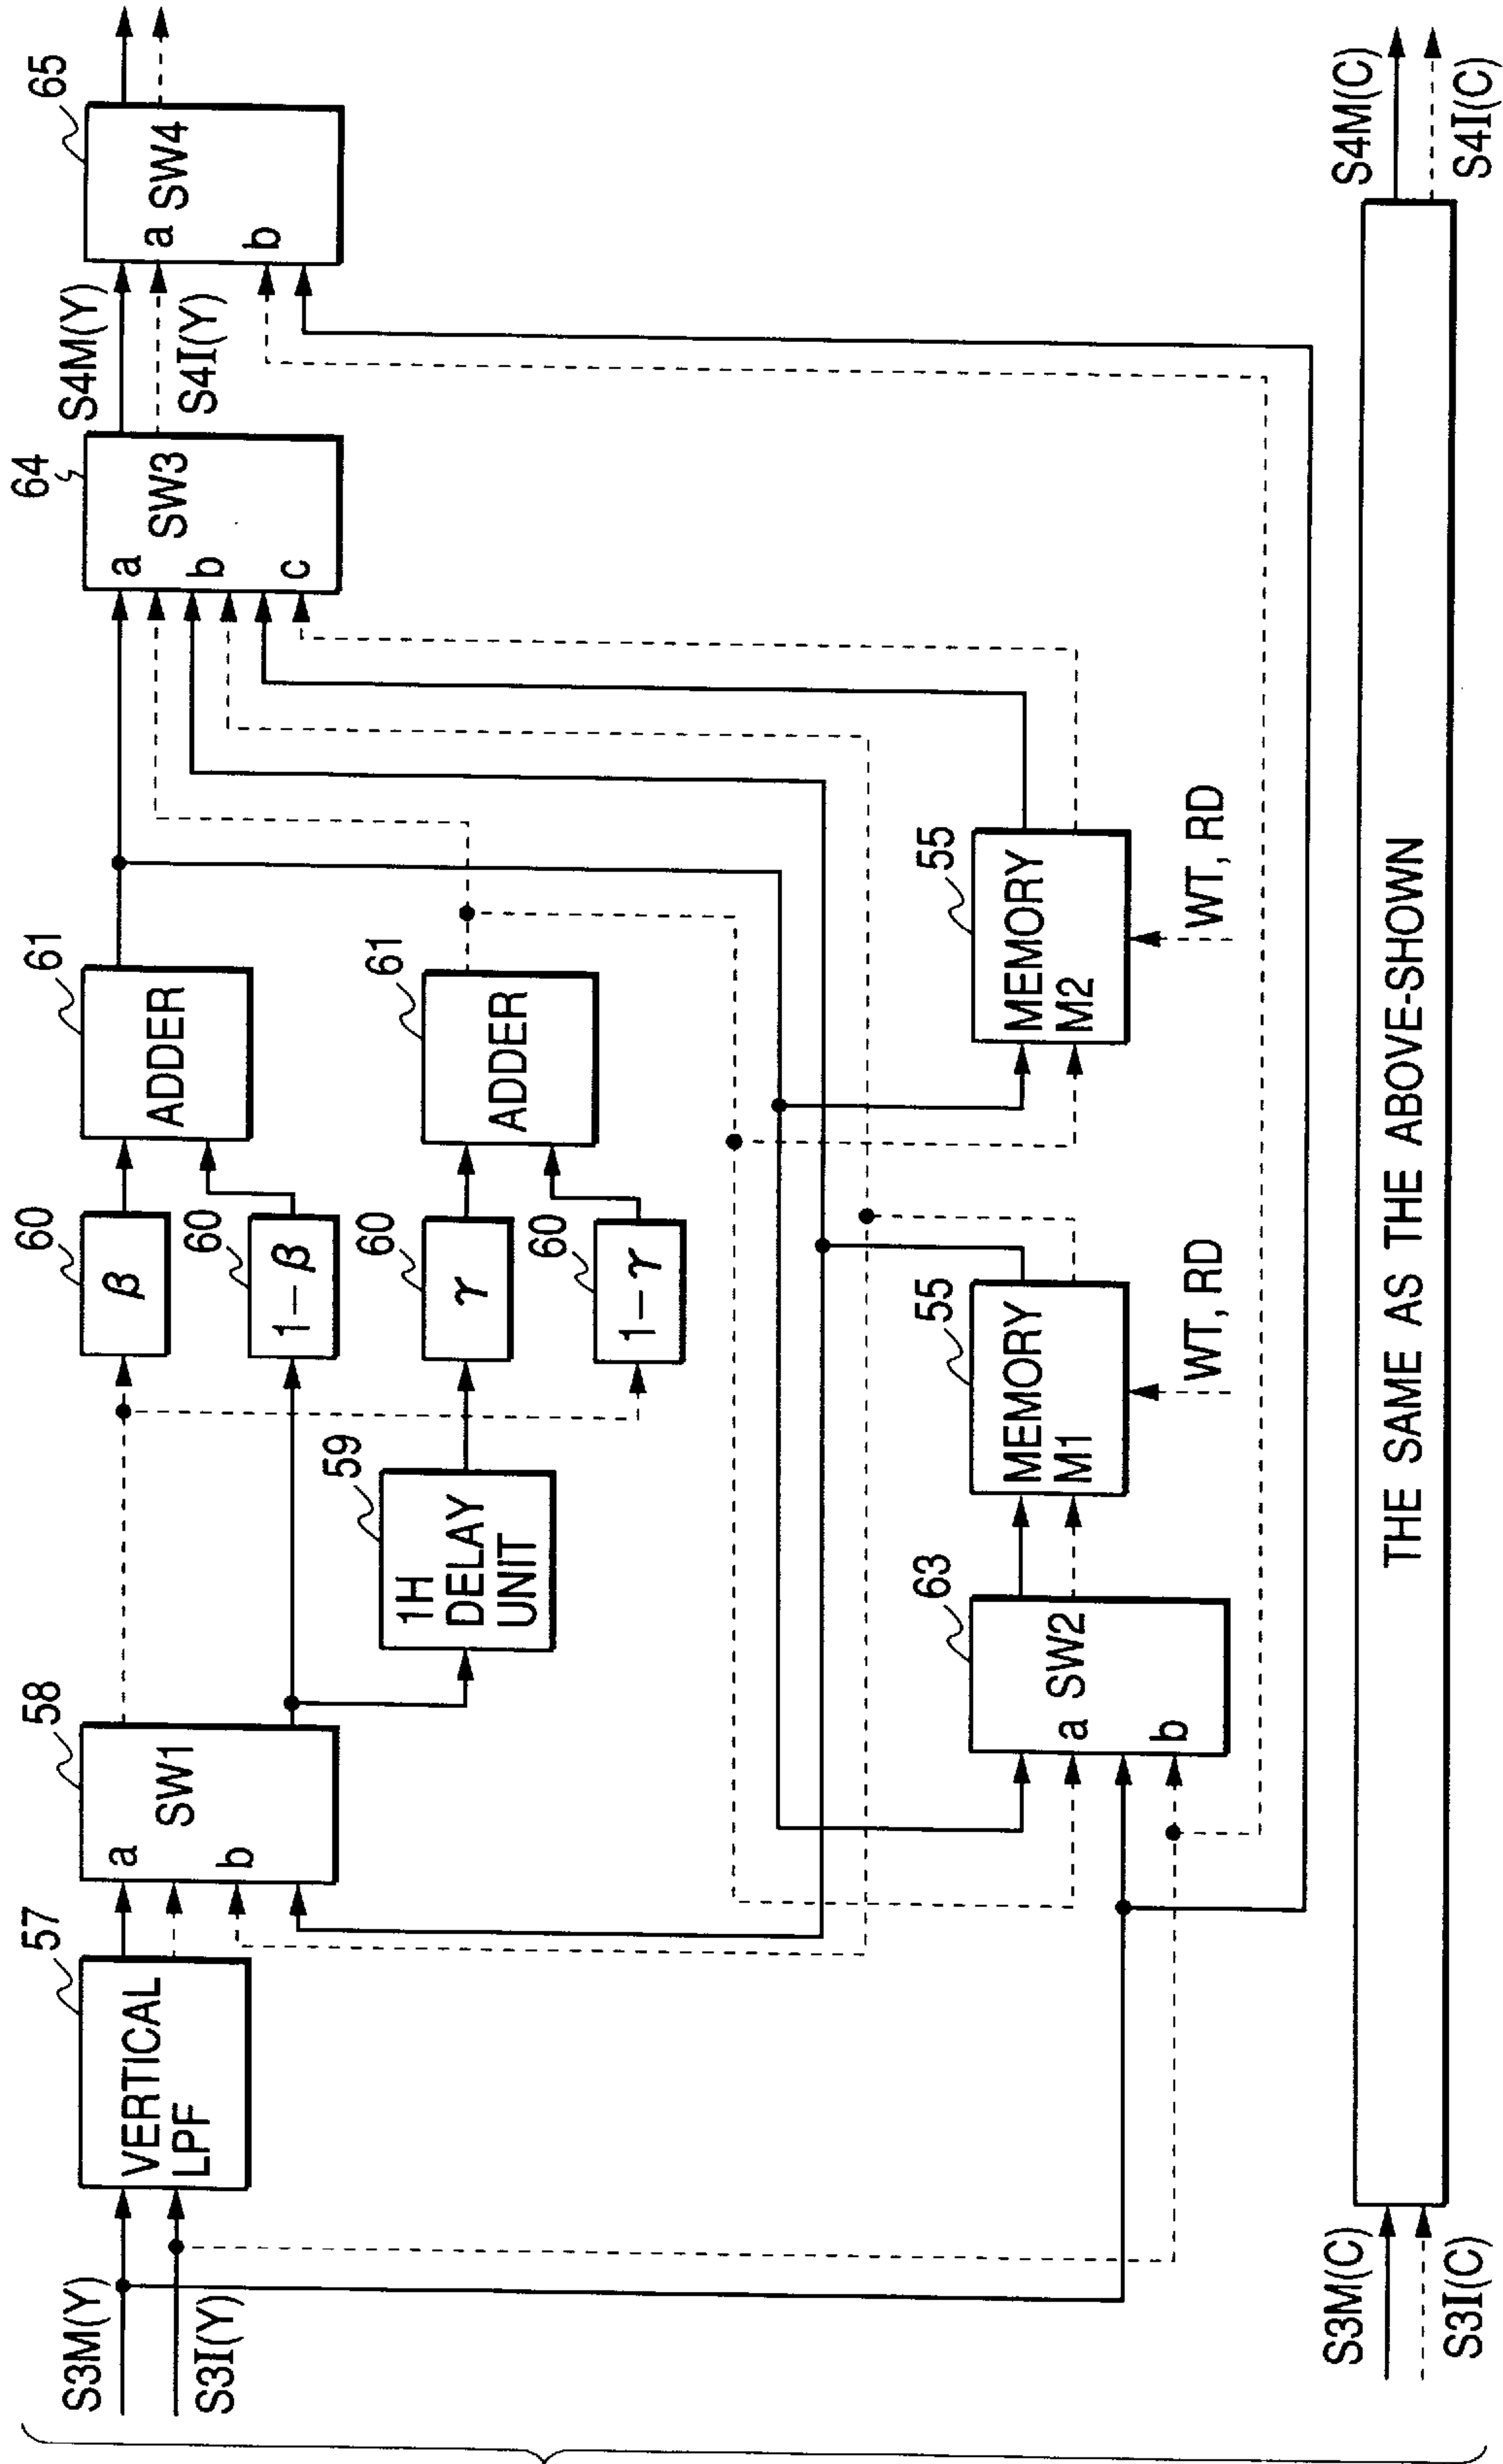 S3M(Y)
S3I(Y)
57
VERTICAL
LPF
58
a
SW1
b
59
1H
DELAY
UNIT
60
β
60
1-β
60
γ
60
1-γ
61
ADDER
61
ADDER
64
a
SW3
b
c
S4M(Y)
S4I(Y)
65
a SW4
b
63
a SW2
b
55
MEMORY
M1
WT, RD
55
MEMORY
M2
WT, RD
S3M(C)
S3I(C)
THE SAME AS THE ABOVE-SHOWN
S4M(C)
S4I(C)